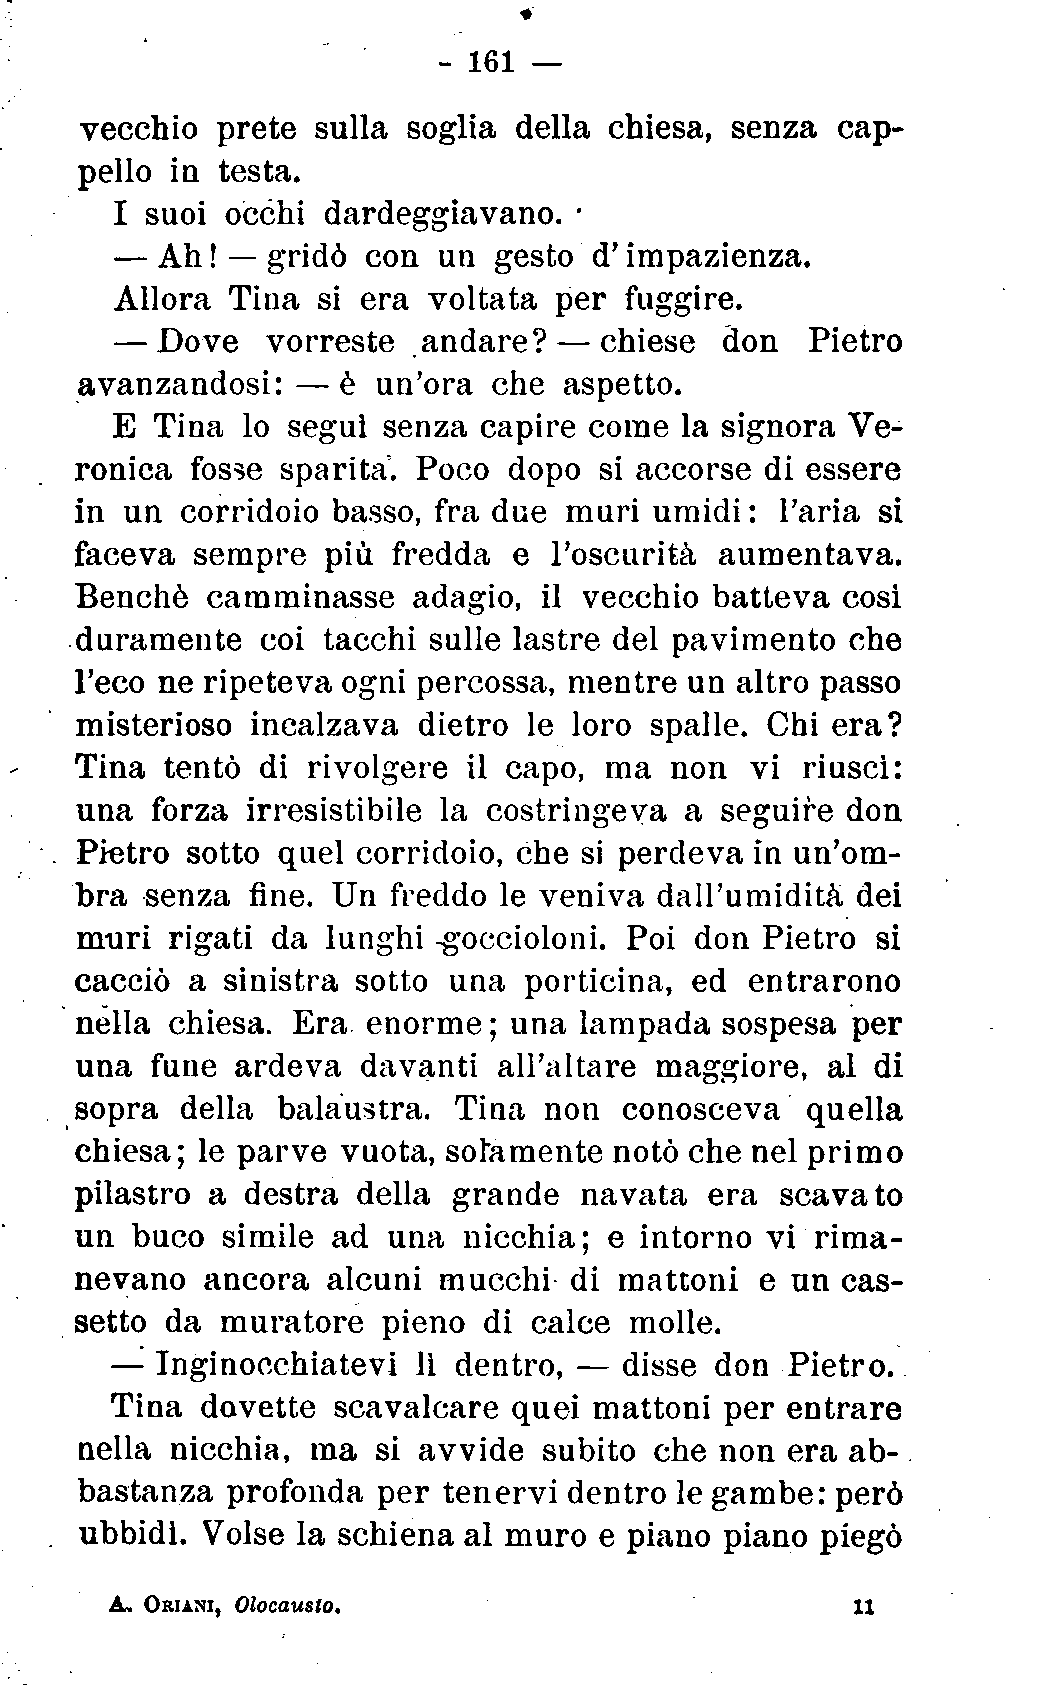 - 161 —
vecchio prete sulla soglia della chiesa, senza cap-
pello in testa.
I suoi occhi dardeggiavano.
— Ah! — gridò con un gesto d'impazienza.
Allora Tina si era voltata per fuggire.
— Dove vorreste andare? — chiese don Pietro
avanzandosi: — è un'ora che aspetto.
E Tina lo seguì senza capire come la signora Ve-
ronica fosse sparita. Poco dopo si accorse di essere
in un corridoio basso, fra due muri umidi: l'aria si
faceva sempre più fredda e l'oscurità aumentava.
Benchè camminasse adagio, il vecchio batteva così
duramente coi tacchi sulle lastre del pavimento che
l'eco ne ripeteva ogni percossa, mentre un altro passo
misterioso incalzava dietro le loro spalle. Chi era?
Tina tentò di rivolgere il capo, ma non vi riuscì:
una forza irresistibile la costringeva a seguire don
Pietro sotto quel corridoio, che si perdeva in un'om-
bra senza fine. Un freddo le veniva dall'umidità dei
muri rigati da lunghi goccioloni. Poi don Pietro si
cacciò a sinistra sotto una porticina, ed entrarono
nella chiesa. Era enorme; una lampada sospesa per
una fune ardeva davanti all'altare maggiore, al di
sopra della balaustra. Tina non conosceva quella
chiesa; le parve vuota, solamente notò che nel primo
pilastro a destra della grande navata era scavato
un buco simile ad una nicchia; e intorno vi rima-
nevano ancora alcuni mucchi di mattoni e un cas-
setto da muratore pieno di calce molle.
— Inginocchiatevi lì dentro, — disse don Pietro.
Tina dovette scavalcare quei mattoni per entrare
nella nicchia, ma si avvide subito che non era ab-
bastanza profonda per tenervi dentro le gambe: però
ubbidì. Volse la schiena al muro e piano piano piegò
A. ORIANI, Olocausto. 11